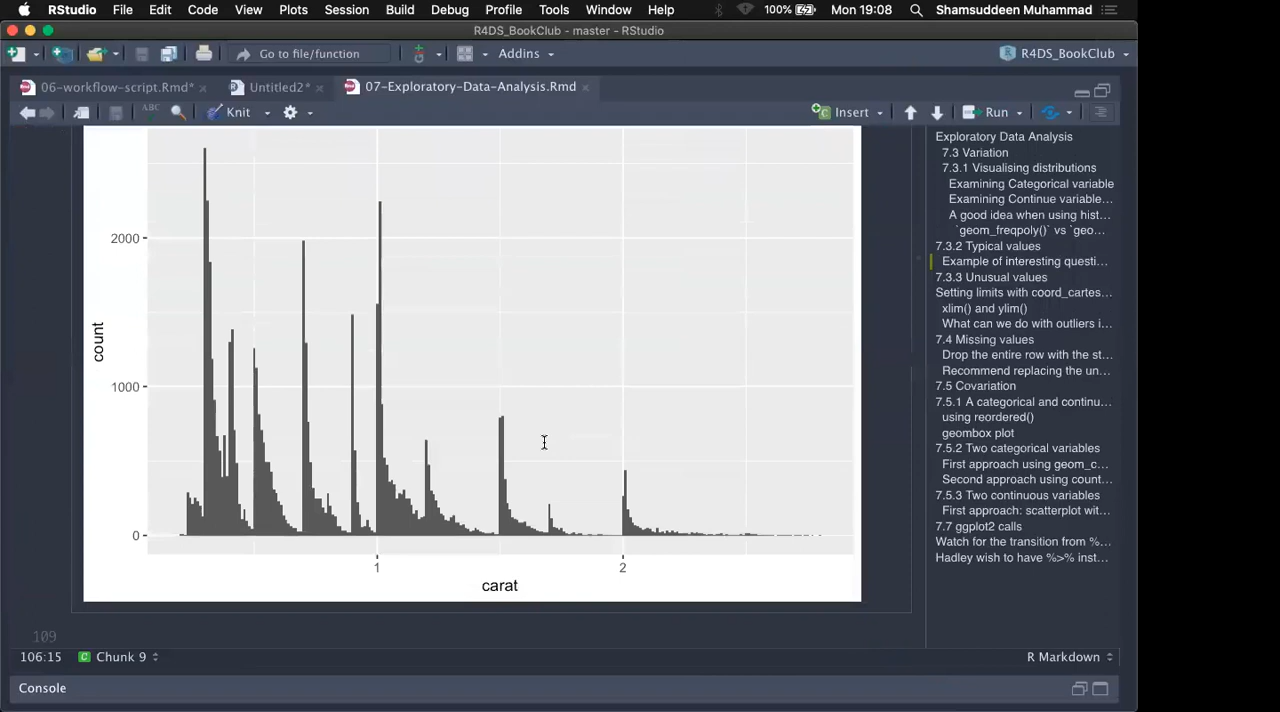 RStudio File Edit Code View Plots Session Build Debug Profile Tools Window Help 100% Mon 19:08 Shamsuddeen Muhammad
R4DS_BookClub - master - RStudio
Go to file/function Addins R4DS_BookClub
06-workflow-script.Rmd* Untitled2* 07-Exploratory-Data-Analysis.Rmd
ABC Knit Insert Run
Exploratory Data Analysis
7.3 Variation
7.3.1 Visualising distributions
Examining Categorical variable
Examining Continue variable...
A good idea when using hist...
`geom_freqpoly()` vs `geo...
7.3.2 Typical values
Example of interesting questi...
7.3.3 Unusual values
Setting limits with coord_cartes...
xlim() and ylim()
What can we do with outliers i...
7.4 Missing values
Drop the entire row with the st...
Recommend replacing the un...
7.5 Covariation
7.5.1 A categorical and continu...
using reordered()
geombox plot
7.5.2 Two categorical variables
First approach using geom_c...
Second approach using count...
7.5.3 Two continuous variables
First approach: scatterplot wit...
7.7 ggplot2 calls
Watch for the transition from %...
Hadley wish to have %>% inst...
2000
1000
0
count
1 2
carat
109
106:15 Chunk 9 R Markdown
Console